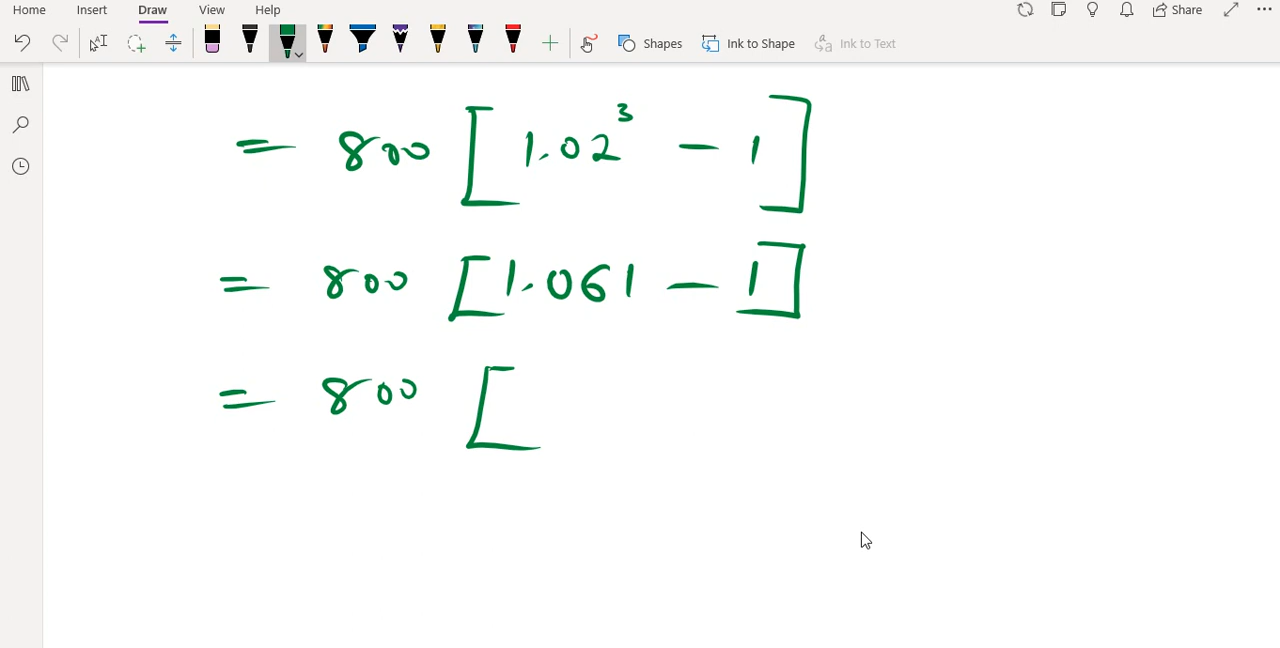 Home Insert Draw View Help Share
Shapes Ink to Shape Ink to Text
= 800 [ 1.02³ - 1 ]
= 800 [ 1.061 - 1 ]
= 800 [